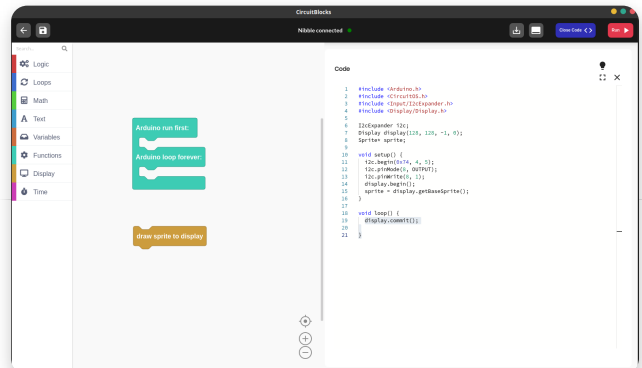 CircuitBlocks
Nibble connected
Close Code
Run
Search...
Logic
Loops
Math
Text
Variables
Functions
Display
Time
Arduino run first:
Arduino loop forever:
draw sprite to display
Code
1 #include <Arduino.h>
2 #include <CircuitOS.h>
3 #include <Input/I2cExpander.h>
4 #include <Display/Display.h>
5
6 I2cExpander i2c;
7 Display display(128, 128, -1, 0);
8 Sprite* sprite;
9
10 void setup() {
11 i2c.begin(0x74, 4, 5);
12 i2c.pinMode(8, OUTPUT);
13 i2c.pinWrite(8, 1);
14 display.begin();
15 sprite = display.getBaseSprite();
16 }
17
18 void loop() {
19 display.commit();
20
21 }